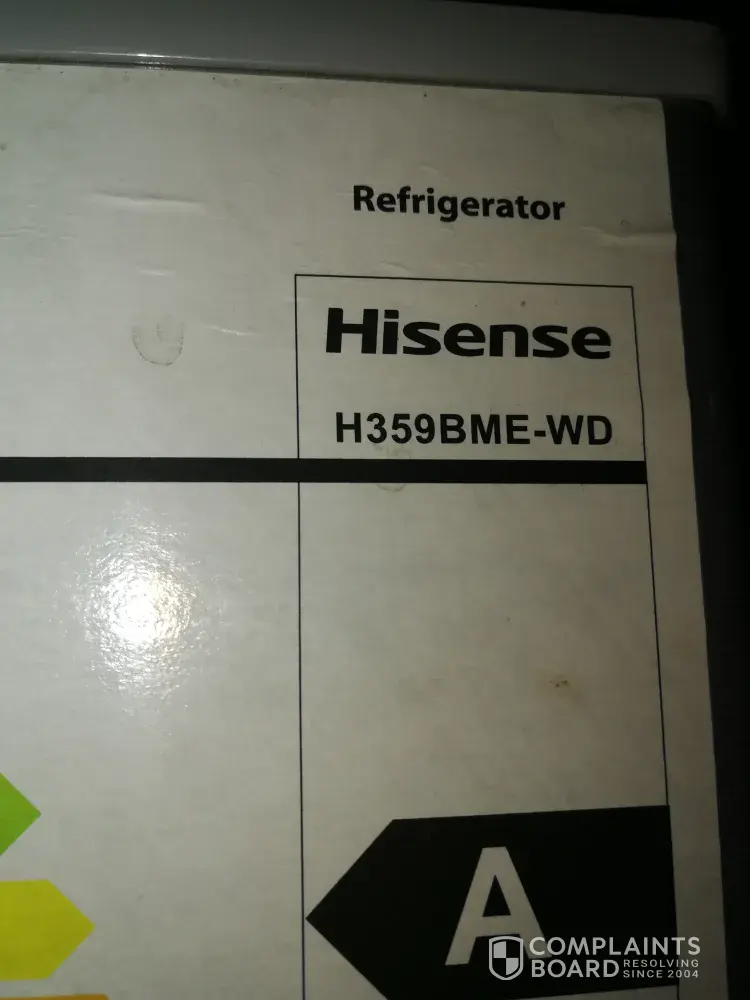 Refrigerator
Hisense
H359BME-WD
A
COMPLAINTS
BOARD RESOLVING
SINCE 2004